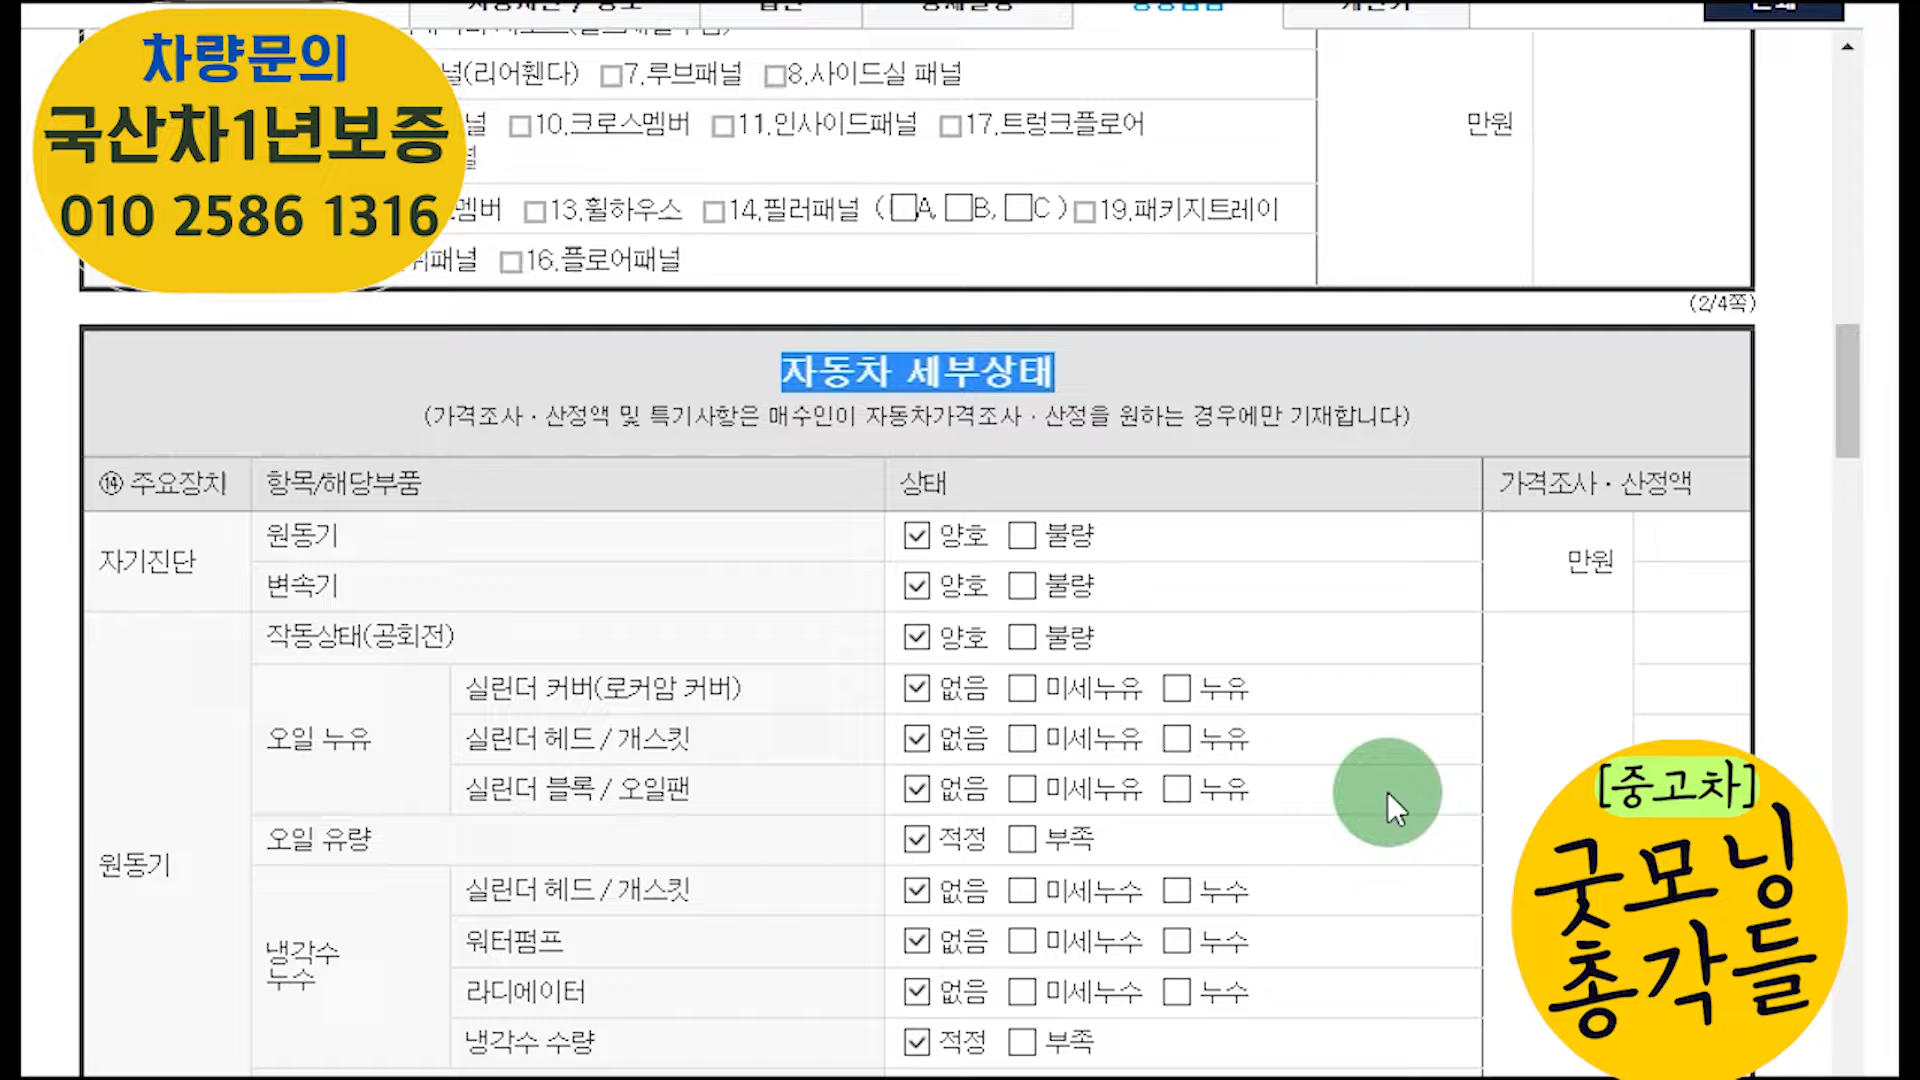 차량문의
국산차1년보증
010 2586 1316
널(리어휀다) 7.루브패널 8.사이드실 패널
널 10.크로스멤버 11.인사이드패널 17.트렁크플로어
널
만원
멤버 13.휠하우스 14.필러패널 ( A, B, C ) 19.패키지트레이
패널 16.플로어패널
(2/4쪽)
자동차 세부상태
(가격조사 · 산정액 및 특기사항은 매수인이 자동차가격조사 · 산정을 원하는 경우에만 기재합니다)
⑭ 주요장치 항목/해당부품 상태 가격조사 · 산정액
자기진단 원동기 양호 불량 만원
변속기 양호 불량
원동기 작동상태(공회전) 양호 불량
오일 누유 실린더 커버(로커암 커버) 없음 미세누유 누유
실린더 헤드 / 개스킷 없음 미세누유 누유
실린더 블록 / 오일팬 없음 미세누유 누유
오일 유량 적정 부족
냉각수 누수 실린더 헤드 / 개스킷 없음 미세누수 누수
워터펌프 없음 미세누수 누수
라디에이터 없음 미세누수 누수
냉각수 수량 적정 부족
[중고차]
굿모닝
총각들